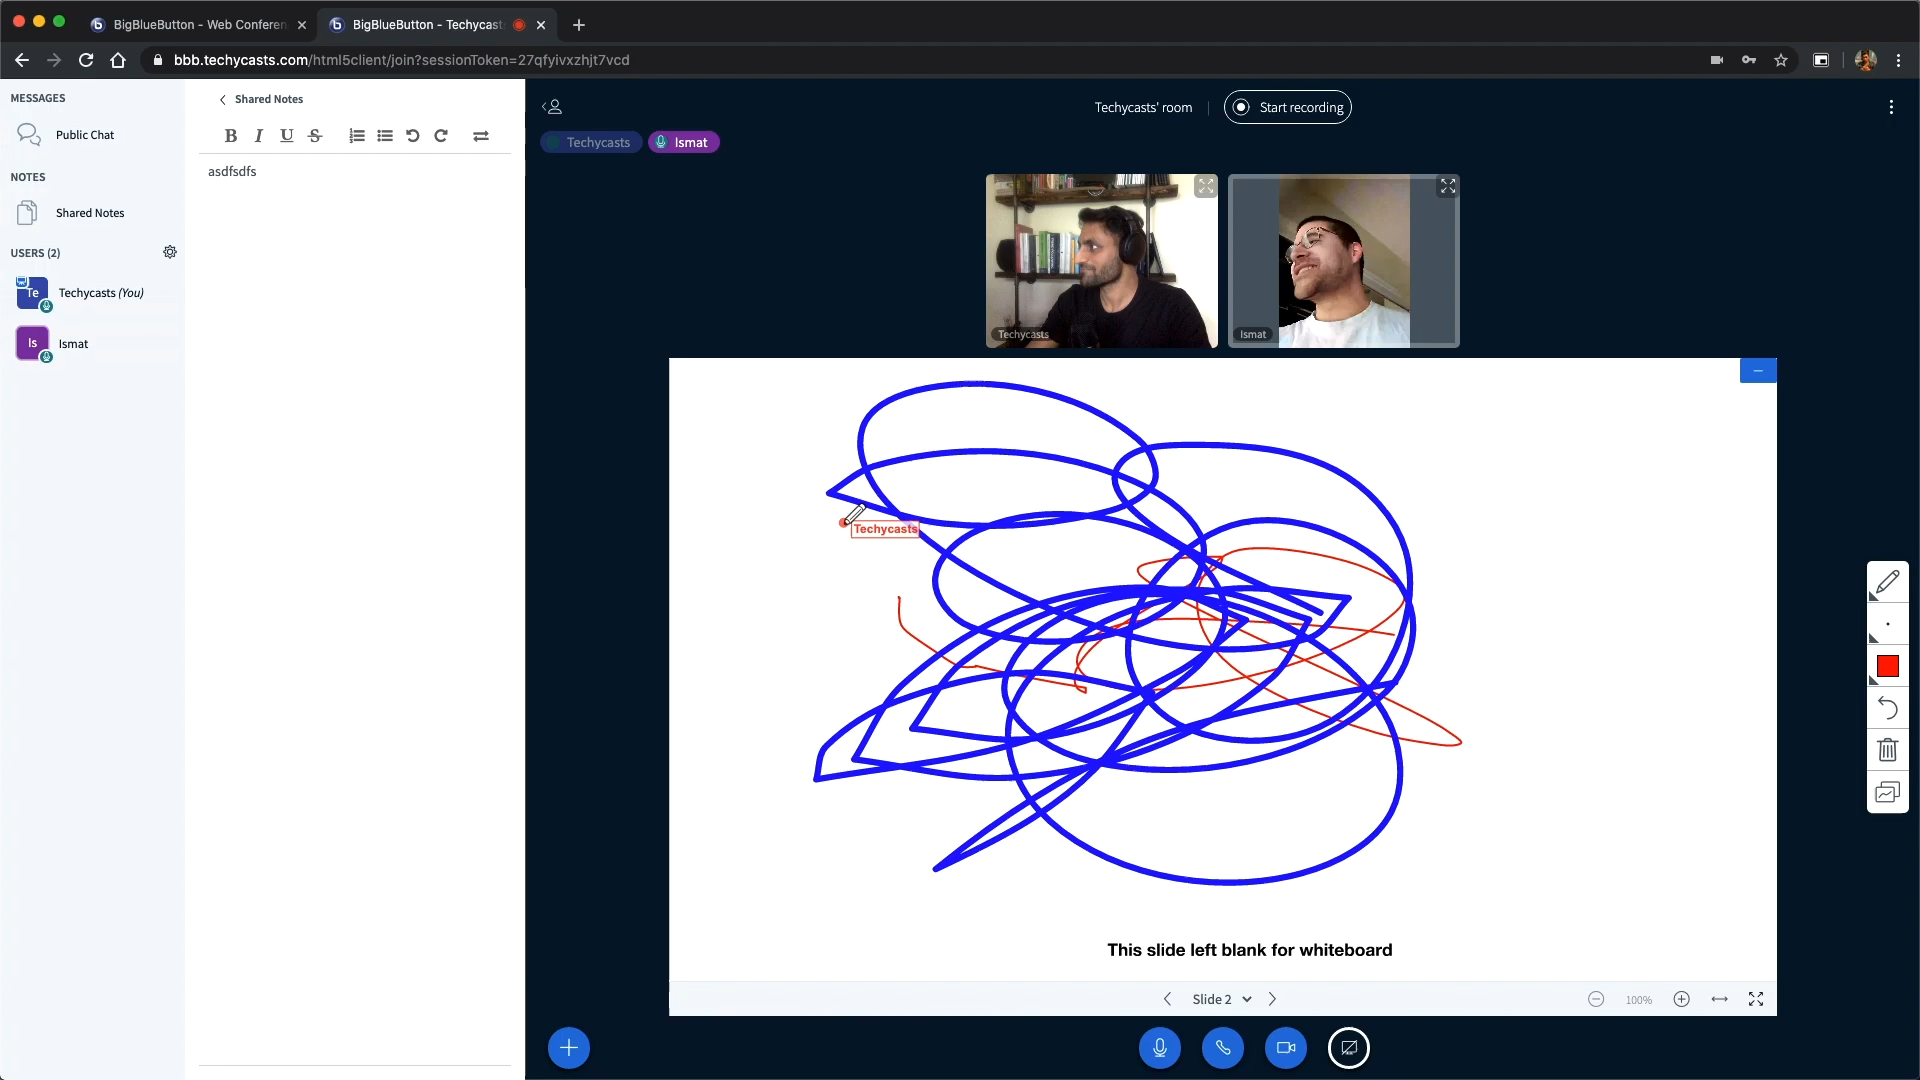 BigBlueButton - Web Conferen
BigBlueButton - Techycast
bbb.techycasts.com/html5client/join?sessionToken=27qfyivxzhjt7vcd
MESSAGES
Public Chat
NOTES
Shared Notes
USERS (2)
Te
Techycasts (You)
Is
Ismat
Shared Notes
B I U S
asdfsdfs
Techycasts' room
Start recording
Techycasts
Ismat
Techycasts
Ismat
Techycasts
This slide left blank for whiteboard
Slide 2
100%